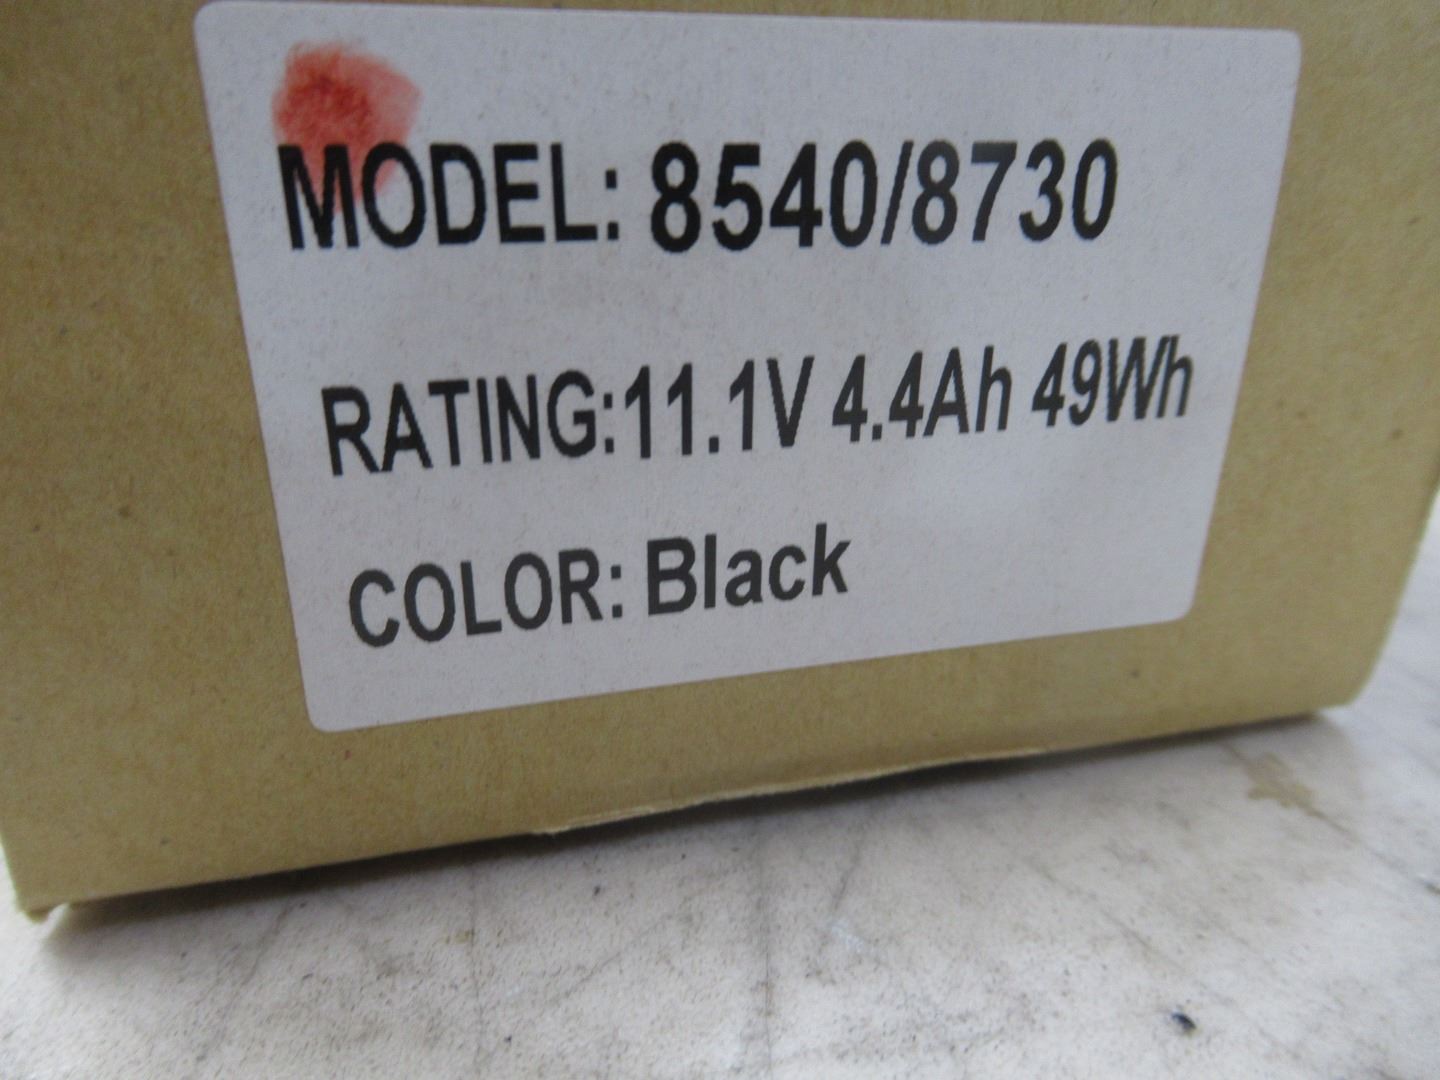 MODEL: 8540/8730
RATING:11.1V 4.4Ah 49Wh
COLOR: Black